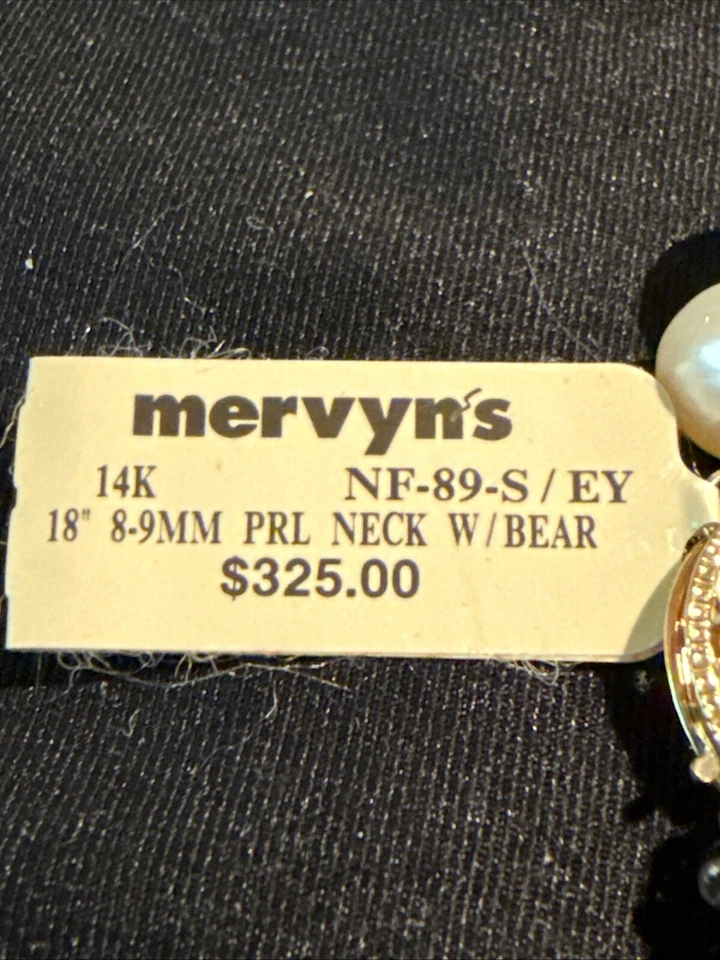 mervyn's
14K NF-89-S / EY
18" 8-9MM PRL NECK W/BEAR
$325.00